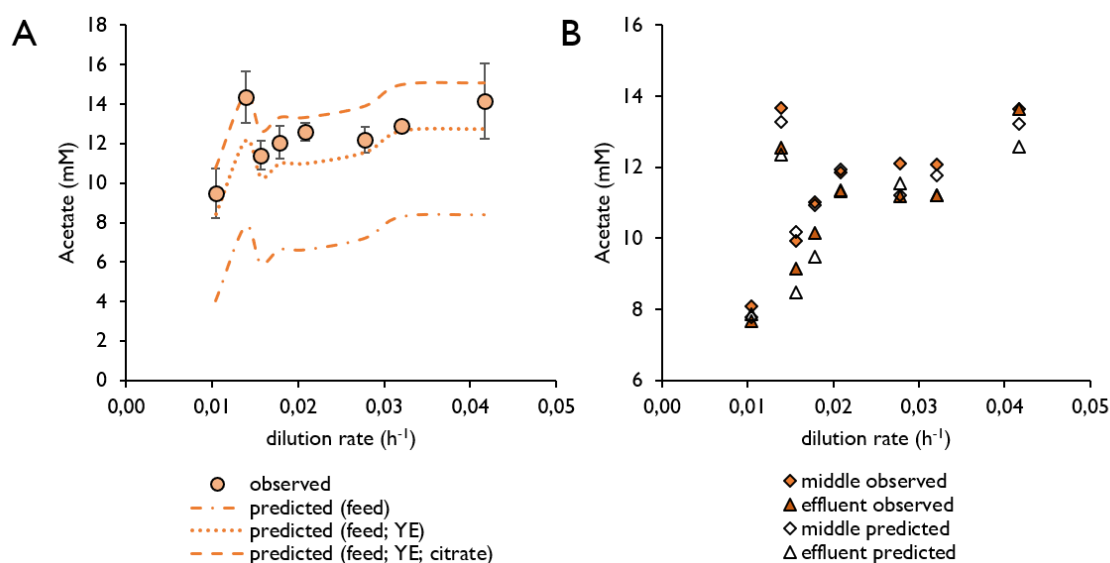 A
Acetate (mM)
18
16
14
12
10
8
6
4
2
0
0,00
0,01
0,02
0,03
0,04
0,05
dilution rate (h⁻¹)
observed
predicted (feed)
predicted (feed; YE)
predicted (feed; YE; citrate)
B
Acetate (mM)
16
14
12
10
8
6
0,00
0,01
0,02
0,03
0,04
0,05
dilution rate (h⁻¹)
middle observed
effluent observed
middle predicted
effluent predicted